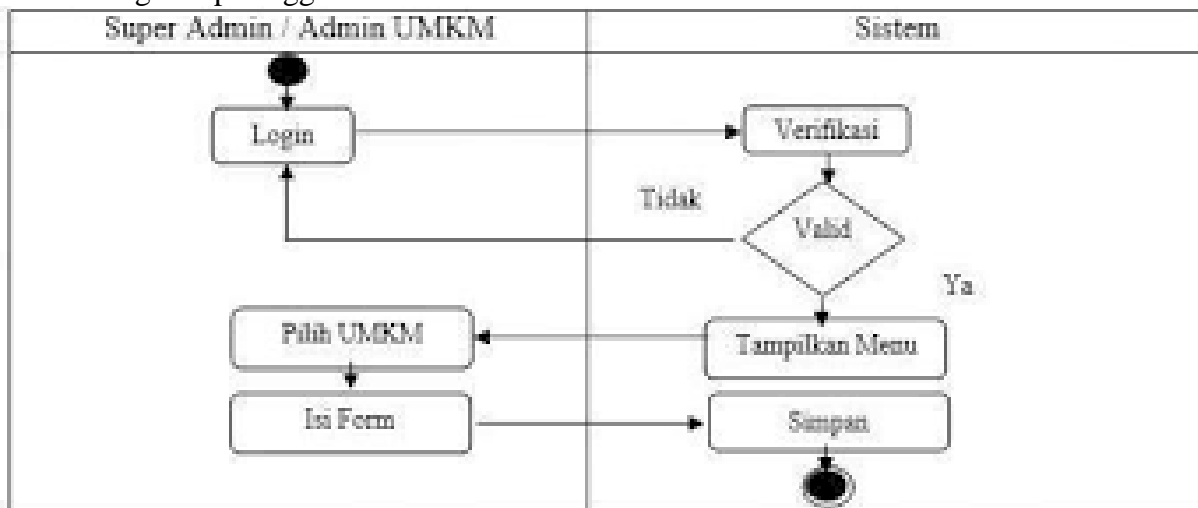 Super Admin / Admin UMKM
Sistem
Login
Verifikasi
Tidak
Valid
Ya
Pilih UMKM
Tampilkan Menu
Isi Form
Simpan